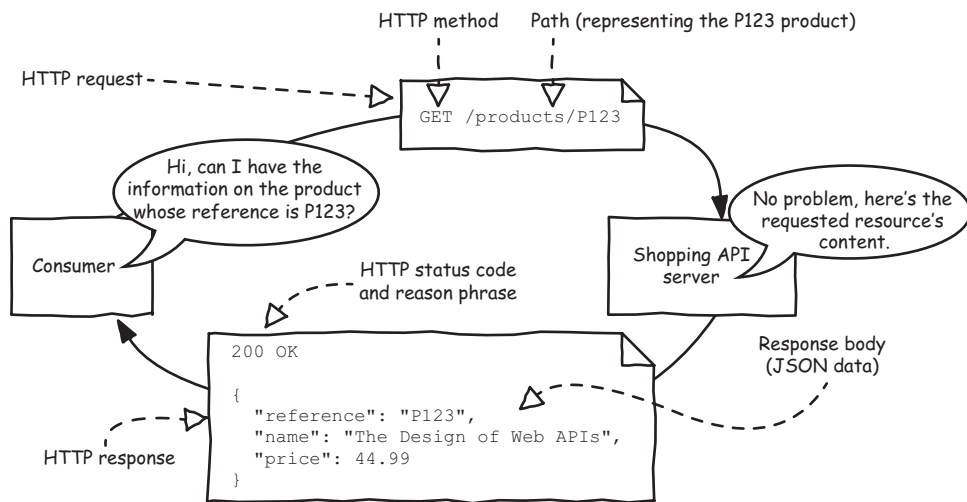 HTTP method
Path (representing the P123 product)
HTTP request
GET /products/P123
Hi, can I have the
information on the product
whose reference is P123?
No problem, here's the
requested resource's
content.
Consumer
Shopping API
server
HTTP status code
and reason phrase
200 OK
Response body
(JSON data)
{
"reference": "P123",
"name": "The Design of Web APIs",
"price": 44.99
}
HTTP response